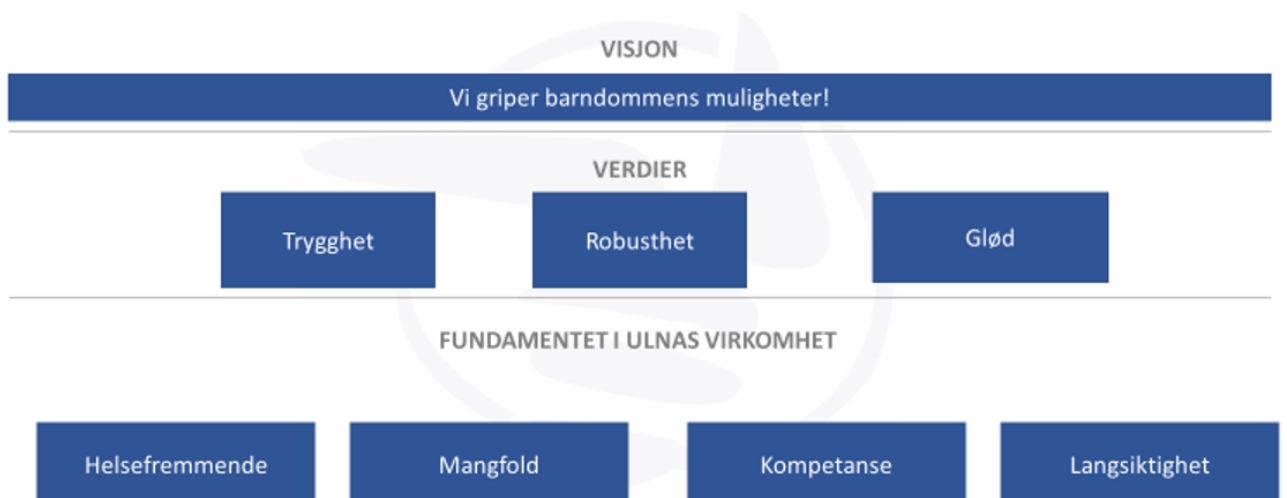 VISJON
Vi griper barndommens muligheter!
VERDIER
Trygghet
Robusthet
Glød
FUNDAMENTET I ULNAS VIRKOMHET
Helsefremmende
Mangfold
Kompetanse
Langsiktighet